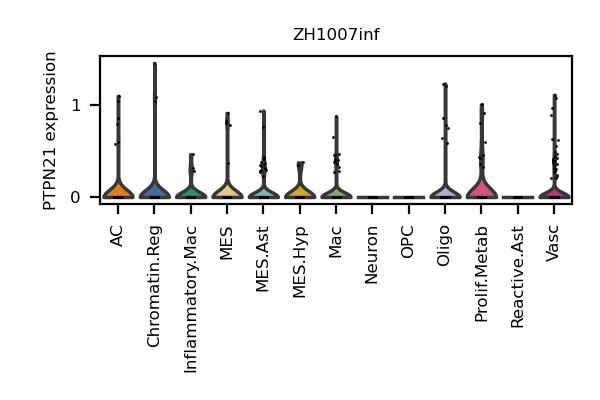 ZH1007inf
PTPN21 expression
1
0
AC
Chromatin.Reg
Inflammatory.Mac
MES
MES.Ast
MES.Hyp
Mac
Neuron
OPC
Oligo
Prolif.Metab
Reactive.Ast
Vasc